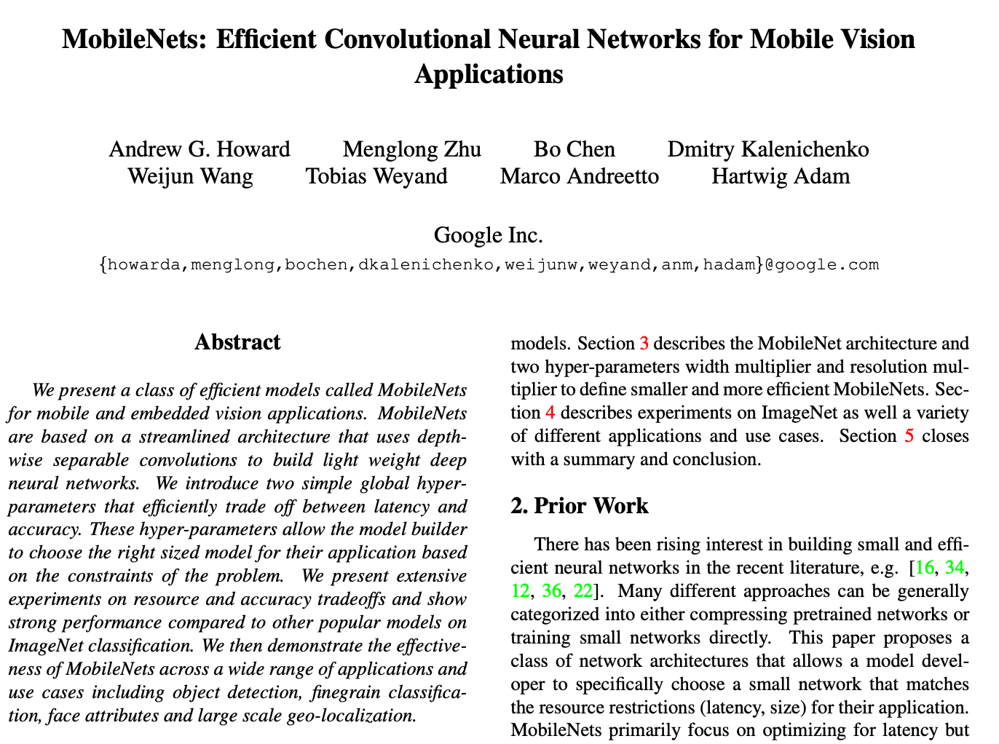 MobileNets: Efficient Convolutional Neural Networks for Mobile Vision
Applications
Andrew G. Howard Menglong Zhu Bo Chen Dmitry Kalenichenko
Weijun Wang Tobias Weyand Marco Andreetto Hartwig Adam
Google Inc.
{howarda,menglong,bochen,dkalenichenko,weijunw,weyand,anm,hadam}@google.com
Abstract
We present a class of efficient models called MobileNets
for mobile and embedded vision applications. MobileNets
are based on a streamlined architecture that uses depth-
wise separable convolutions to build light weight deep
neural networks. We introduce two simple global hyper-
parameters that efficiently trade off between latency and
accuracy. These hyper-parameters allow the model builder
to choose the right sized model for their application based
on the constraints of the problem. We present extensive
experiments on resource and accuracy tradeoffs and show
strong performance compared to other popular models on
ImageNet classification. We then demonstrate the effective-
ness of MobileNets across a wide range of applications and
use cases including object detection, finegrain classifica-
tion, face attributes and large scale geo-localization.
models. Section 3 describes the MobileNet architecture and
two hyper-parameters width multiplier and resolution mul-
tiplier to define smaller and more efficient MobileNets. Sec-
tion 4 describes experiments on ImageNet as well a variety
of different applications and use cases. Section 5 closes
with a summary and conclusion.
2. Prior Work
There has been rising interest in building small and effi-
cient neural networks in the recent literature, e.g. [16, 34,
12, 36, 22]. Many different approaches can be generally
categorized into either compressing pretrained networks or
training small networks directly. This paper proposes a
class of network architectures that allows a model devel-
oper to specifically choose a small network that matches
the resource restrictions (latency, size) for their application.
MobileNets primarily focus on optimizing for latency but